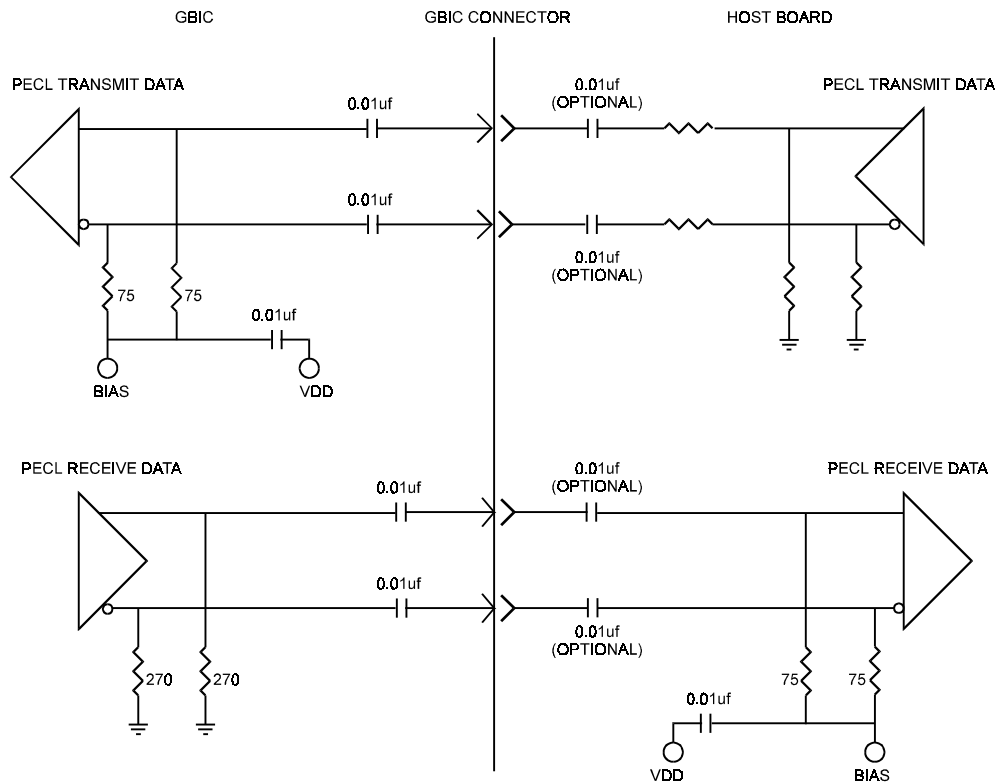 GBIC
GBIC CONNECTOR
HOST BOARD
PECL TRANSMIT DATA
0.01uf
0.01uf
(OPTIONAL)
PECL TRANSMIT DATA
0.01uf
0.01uf
(OPTIONAL)
75
75
0.01uf
BIAS
VDD
PECL RECEIVE DATA
0.01uf
0.01uf
(OPTIONAL)
PECL RECEIVE DATA
0.01uf
0.01uf
(OPTIONAL)
270
270
75
75
0.01uf
VDD
BIAS